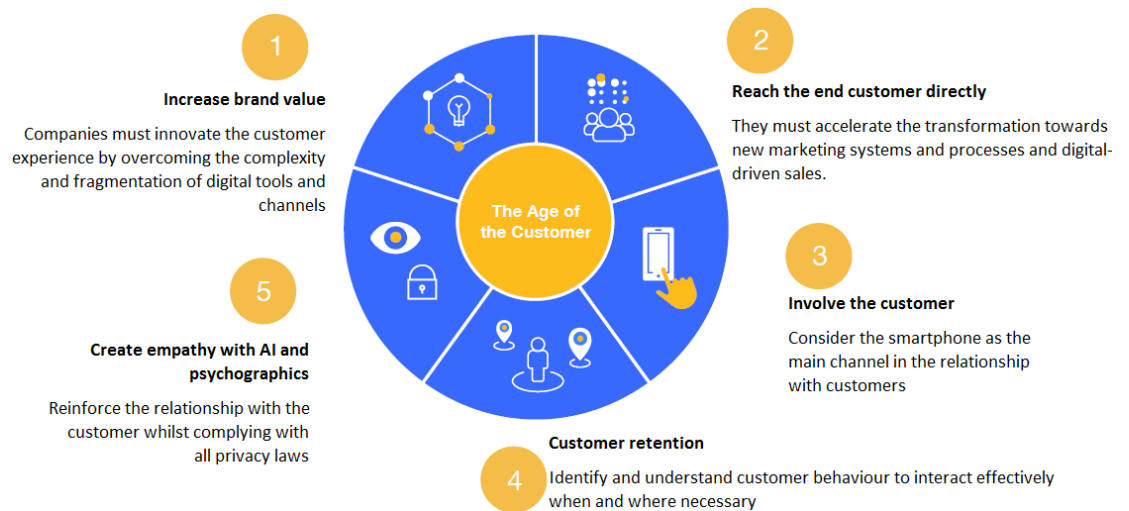 1
Increase brand value
Companies must innovate the customer
experience by overcoming the complexity
and fragmentation of digital tools and
channels
2
Reach the end customer directly
They must accelerate the transformation towards
new marketing systems and processes and digital-
driven sales.
The Age of
the Customer
3
Involve the customer
Consider the smartphone as the
main channel in the relationship
with customers
4
Customer retention
Identify and understand customer behaviour to interact effectively
when and where necessary
5
Create empathy with AI and
psychographics
Reinforce the relationship with the
customer whilst complying with
all privacy laws